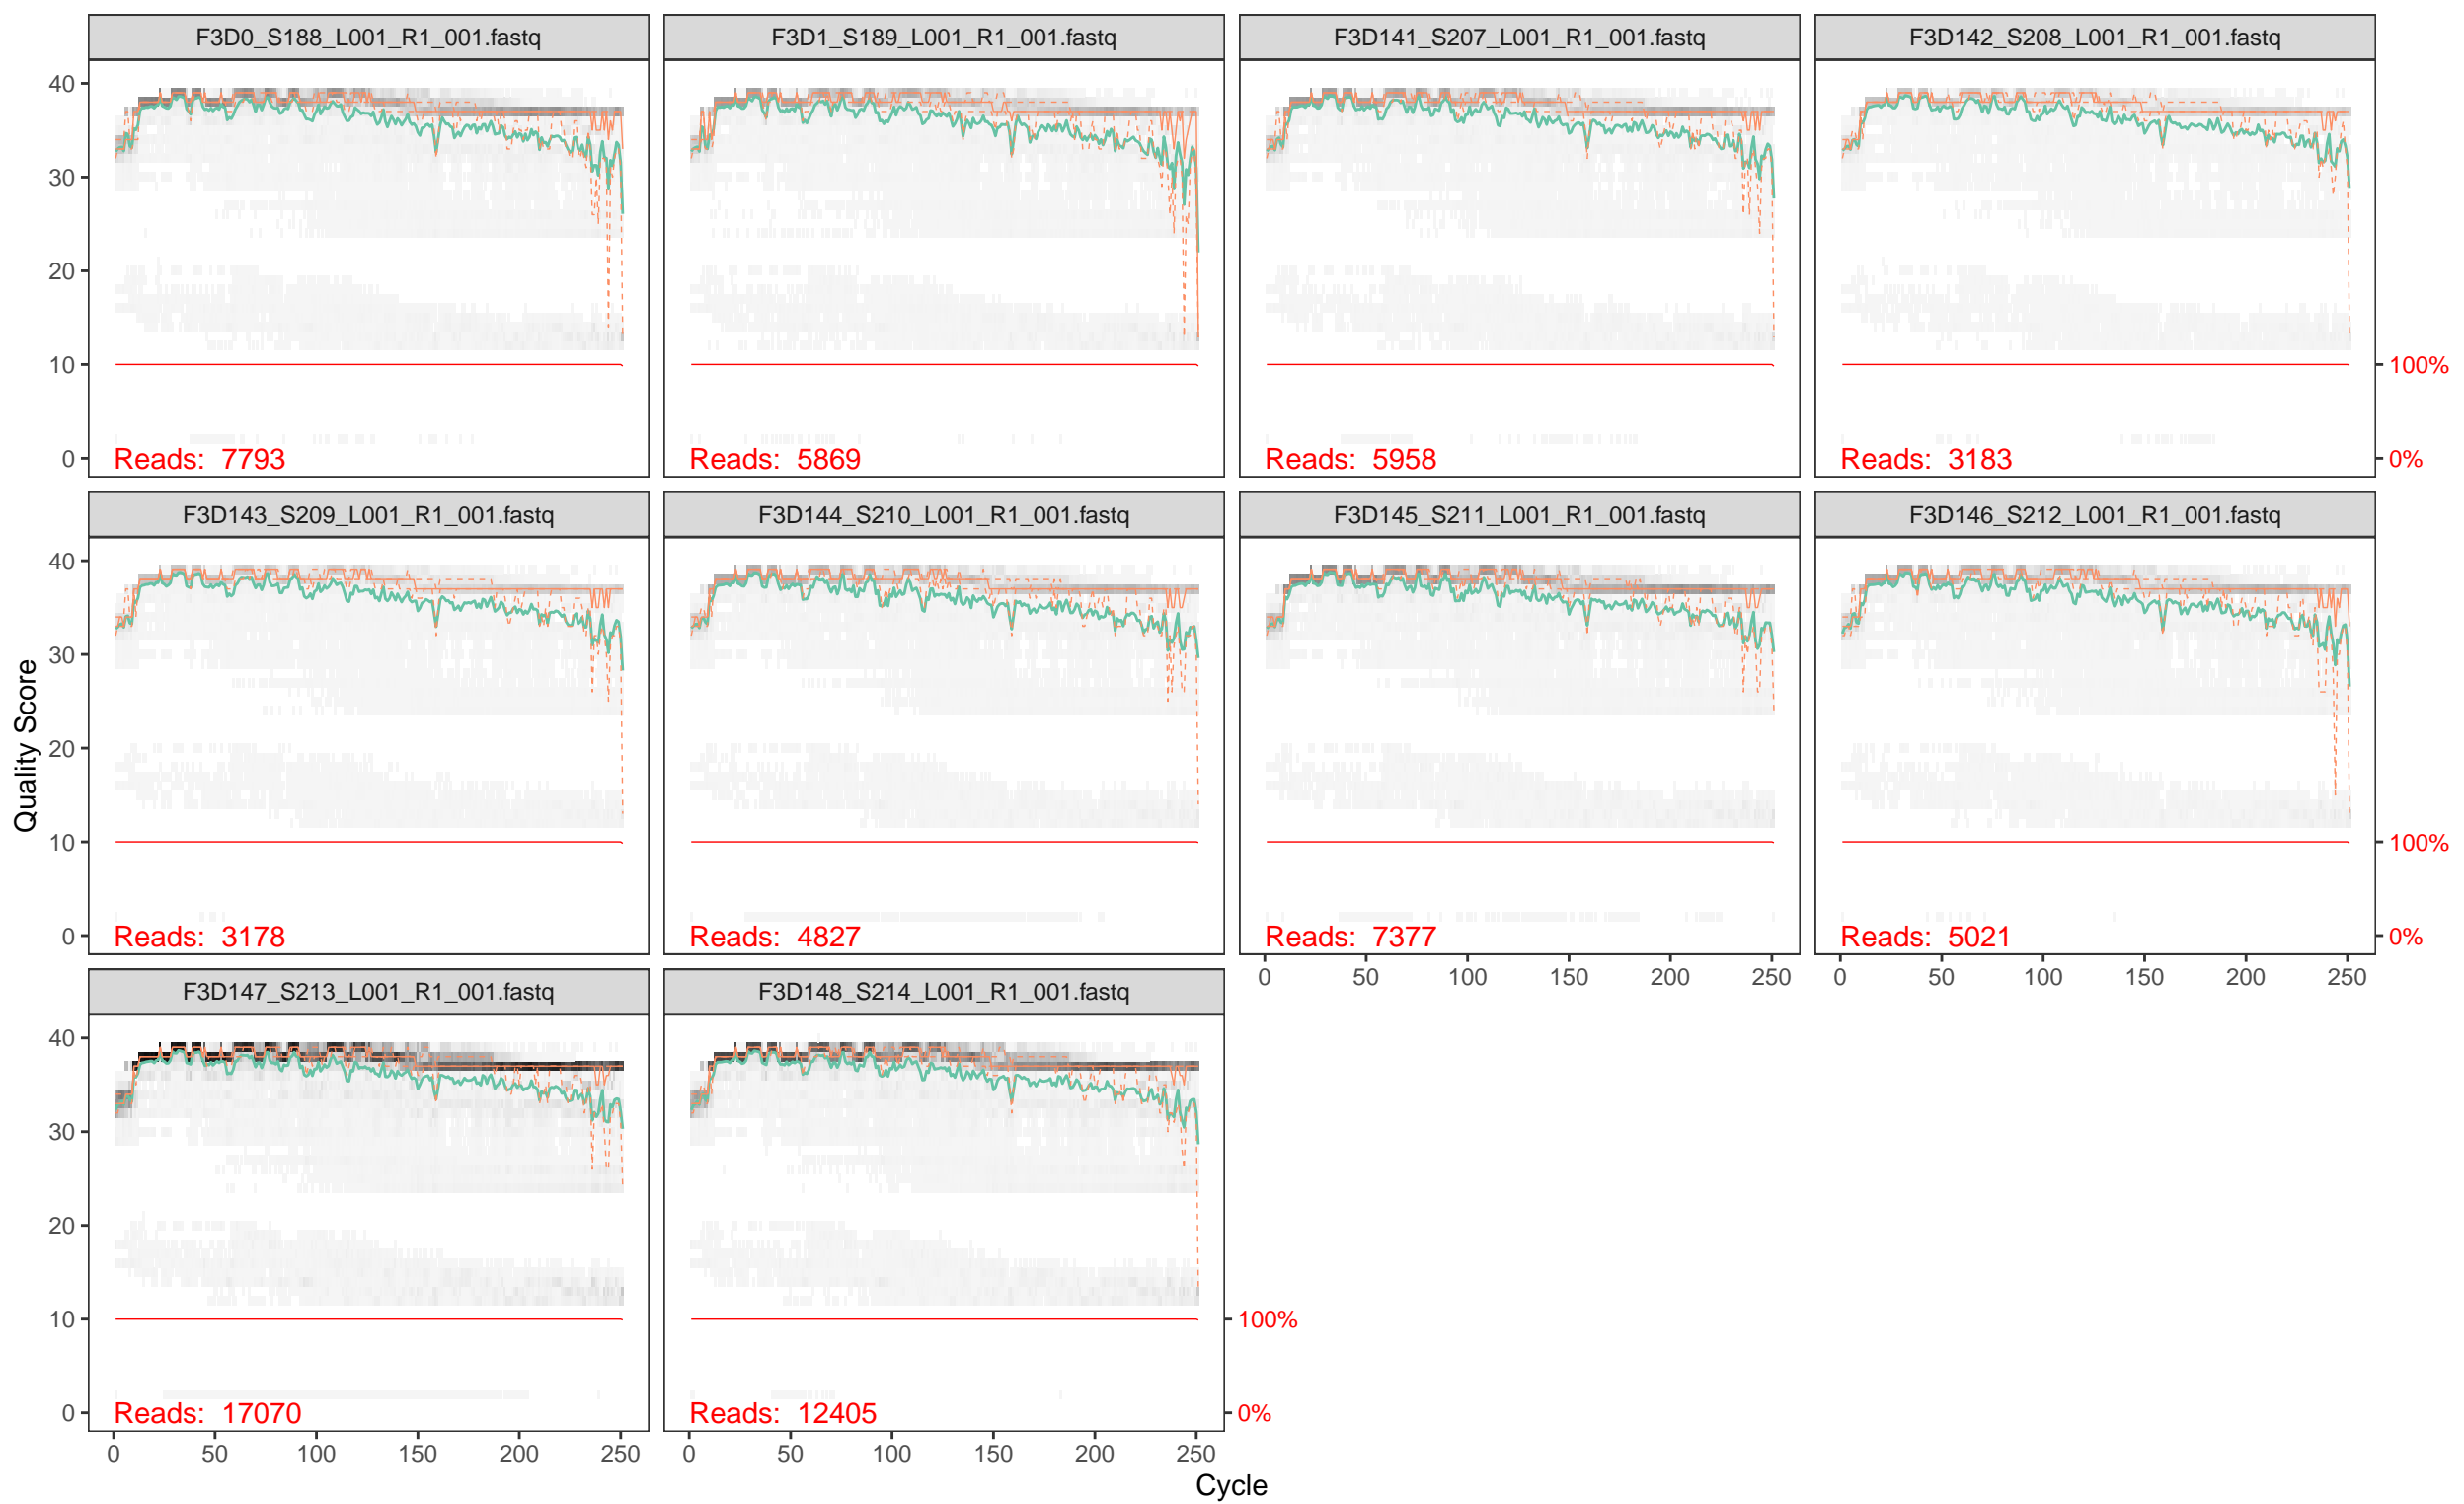 F3D0_S188_L001_R1_001.fastq
F3D1_S189_L001_R1_001.fastq
F3D141_S207_L001_R1_001.fastq
F3D142_S208_L001_R1_001.fastq
40
30
20
10
0
Reads: 7793
Reads: 5869
Reads: 5958
Reads: 3183
100%
0%
F3D143_S209_L001_R1_001.fastq
F3D144_S210_L001_R1_001.fastq
F3D145_S211_L001_R1_001.fastq
F3D146_S212_L001_R1_001.fastq
Quality Score
40
30
20
10
0
Reads: 3178
Reads: 4827
Reads: 7377
Reads: 5021
100%
0%
0 50 100 150 200 250
0 50 100 150 200 250
F3D147_S213_L001_R1_001.fastq
F3D148_S214_L001_R1_001.fastq
40
30
20
10
0
Reads: 17070
Reads: 12405
100%
0%
0 50 100 150 200 250
0 50 100 150 200 250
Cycle